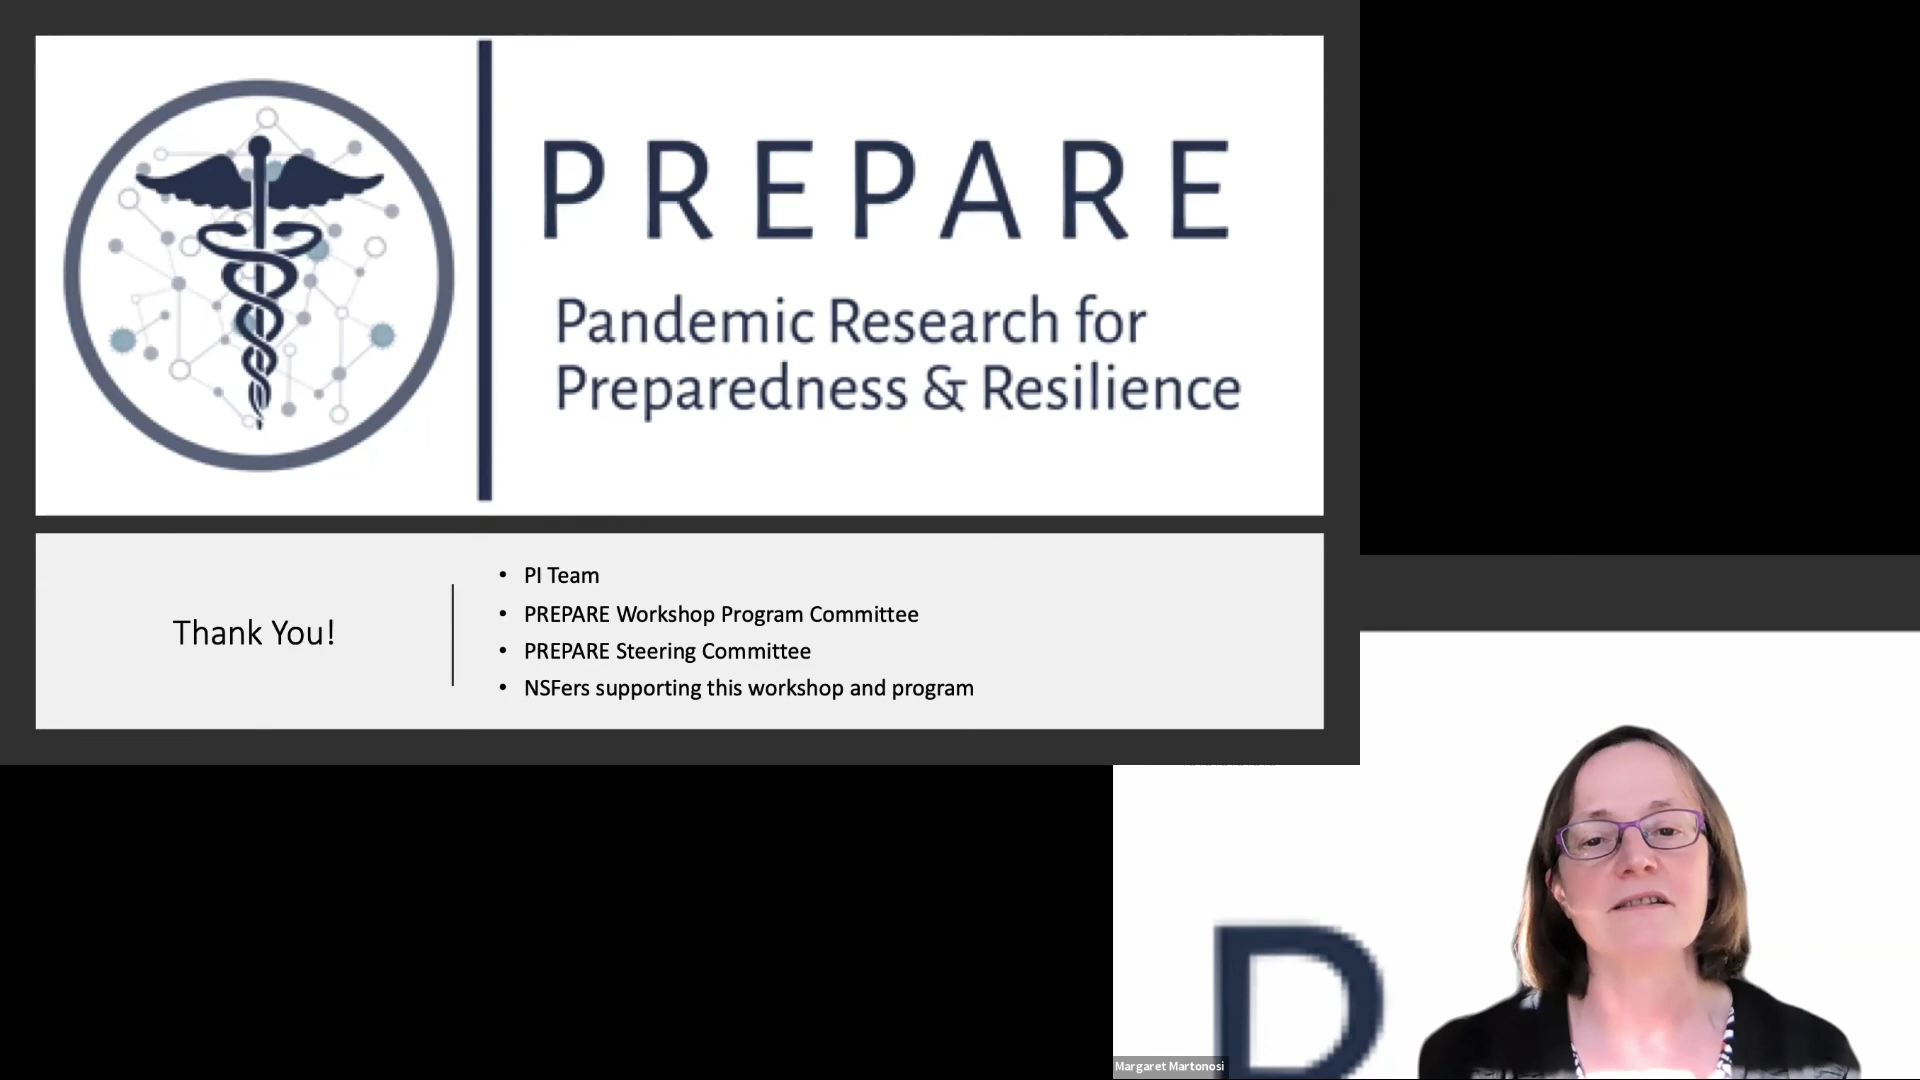 PREPARE
Pandemic Research for
Preparedness & Resilience
Thank You!
• PI Team
• PREPARE Workshop Program Committee
• PREPARE Steering Committee
• NSFers supporting this workshop and program
P
Margaret Martonosi